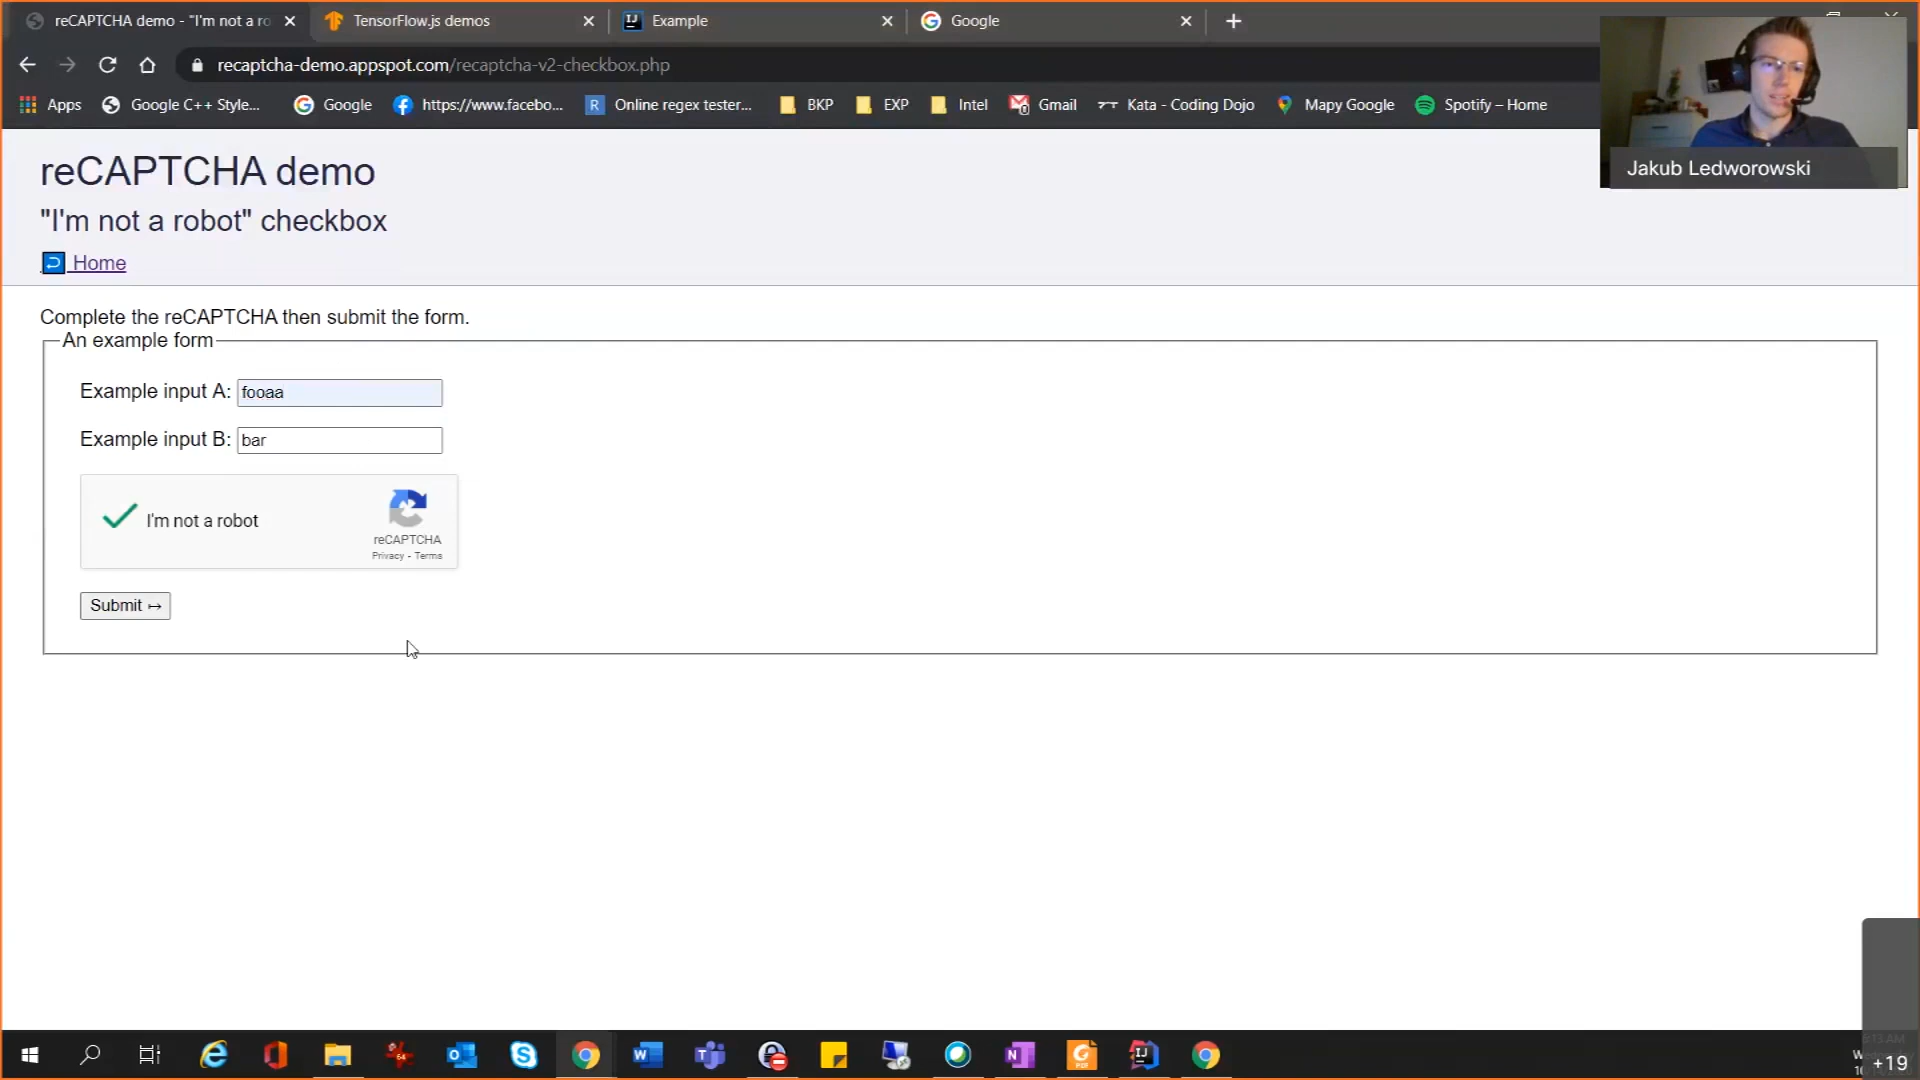 reCAPTCHA demo - "I'm not a ro
TensorFlow.js demos
Example
Google
recaptcha-demo.appspot.com/recaptcha-v2-checkbox.php
Apps
Google C++ Style...
Google
https://www.facebo...
R
Online regex tester...
BKP
EXP
Intel
Gmail
Kata - Coding Dojo
Mapy Google
Spotify – Home
Jakub Ledworowski
reCAPTCHA demo
"I'm not a robot" checkbox
Home
Complete the reCAPTCHA then submit the form.
An example form
Example input A: fooaa
Example input B: bar
I'm not a robot
reCAPTCHA
Privacy - Terms
Submit ↦
+19